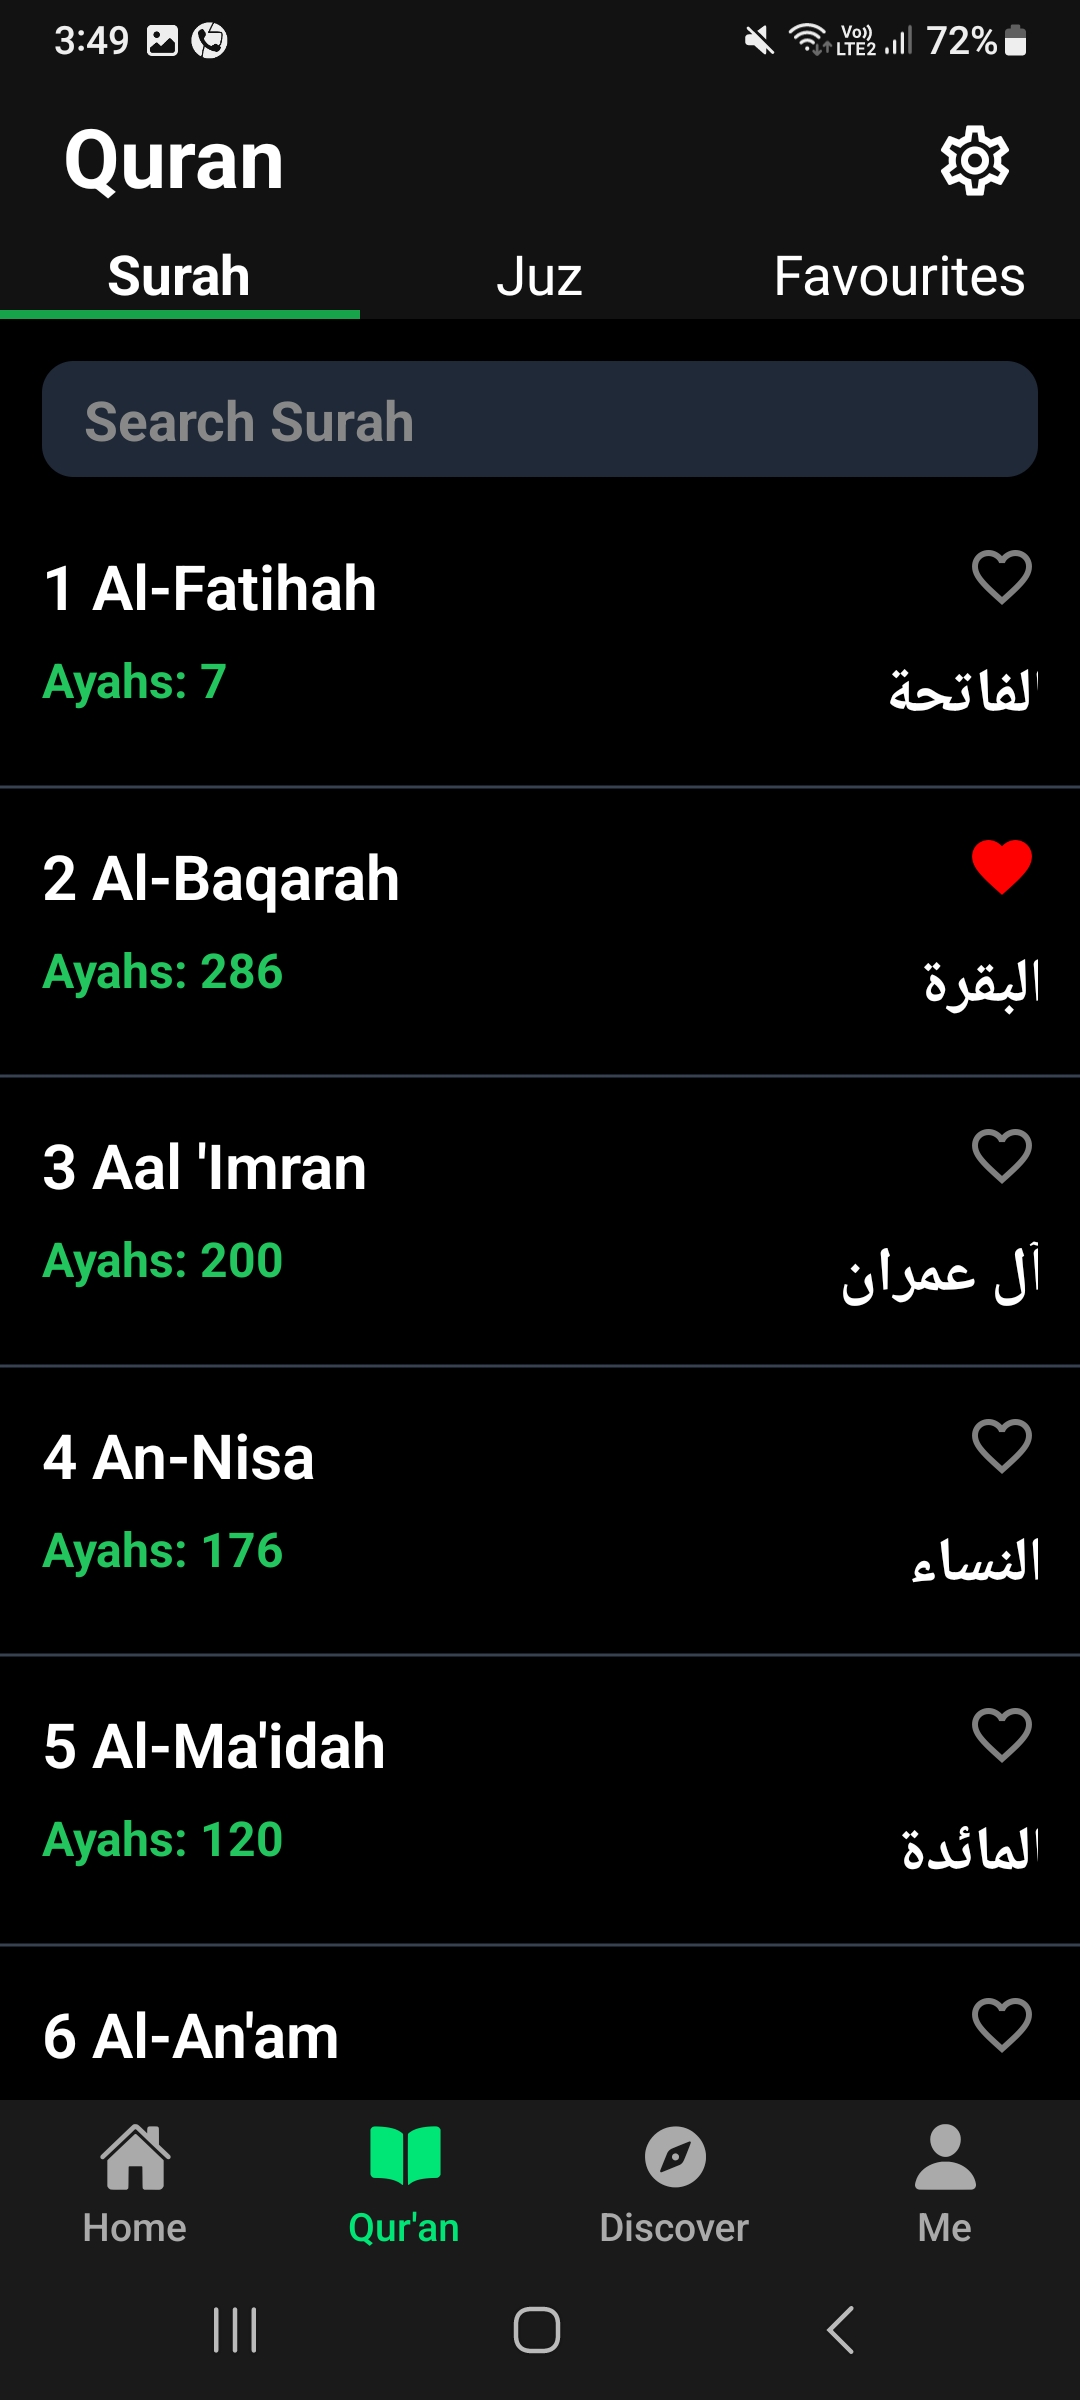 3:49 Vo)) LTE2 72%
Quran
Surah Juz Favourites
Search Surah
1 Al-Fatihah
Ayahs: 7
الفاتحة
2 Al-Baqarah
Ayahs: 286
البقرة
3 Aal 'Imran
Ayahs: 200
آل عمران
4 An-Nisa
Ayahs: 176
النساء
5 Al-Ma'idah
Ayahs: 120
المائدة
6 Al-An'am
Home Qur'an Discover Me